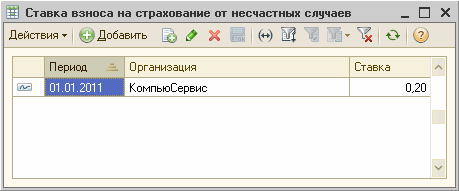 Ставка взноса на страхование от несчастных случаев
Действия Добавить
Период Организация Ставка
01.01.2011 КомпьюСервис 0,20